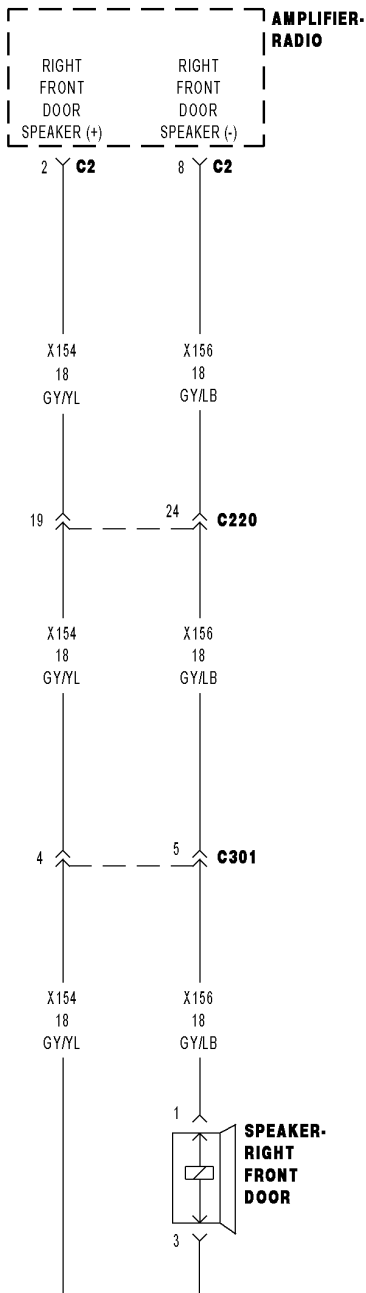 AMPLIFIER-
RADIO
RIGHT
FRONT
DOOR
SPEAKER (+)
RIGHT
FRONT
DOOR
SPEAKER (-)
2 C2
8 C2
X154
18
GY/YL
X156
18
GY/LB
19
24
C220
X154
18
GY/YL
X156
18
GY/LB
4
5
C301
X154
18
GY/YL
X156
18
GY/LB
1
SPEAKER-
RIGHT
FRONT
DOOR
3